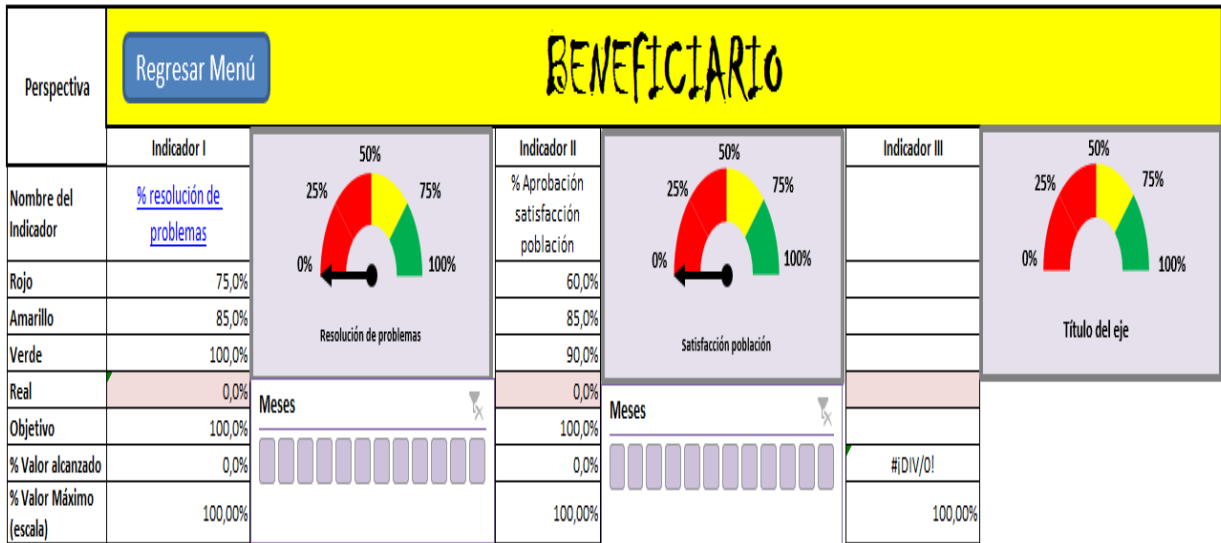 Perspectiva
Regresar Menú
BENEFICIARIO
Indicador I
Indicador II
Indicador III
Nombre del
Indicador
% resolución de
problemas
% Aprobación
satisfacción
población
0%
25%
50%
75%
100%
Resolución de problemas
0%
25%
50%
75%
100%
Satisfacción población
0%
25%
50%
75%
100%
Título del eje
Rojo 75,0% 60,0%
Amarillo 85,0% 85,0%
Verde 100,0% 90,0%
Real 0,0% 0,0%
Meses
Meses
Objetivo 100,0% 100,0%
% Valor alcanzado 0,0% 0,0% #¡DIV/0!
% Valor Máximo
(escala) 100,00% 100,00% 100,00%